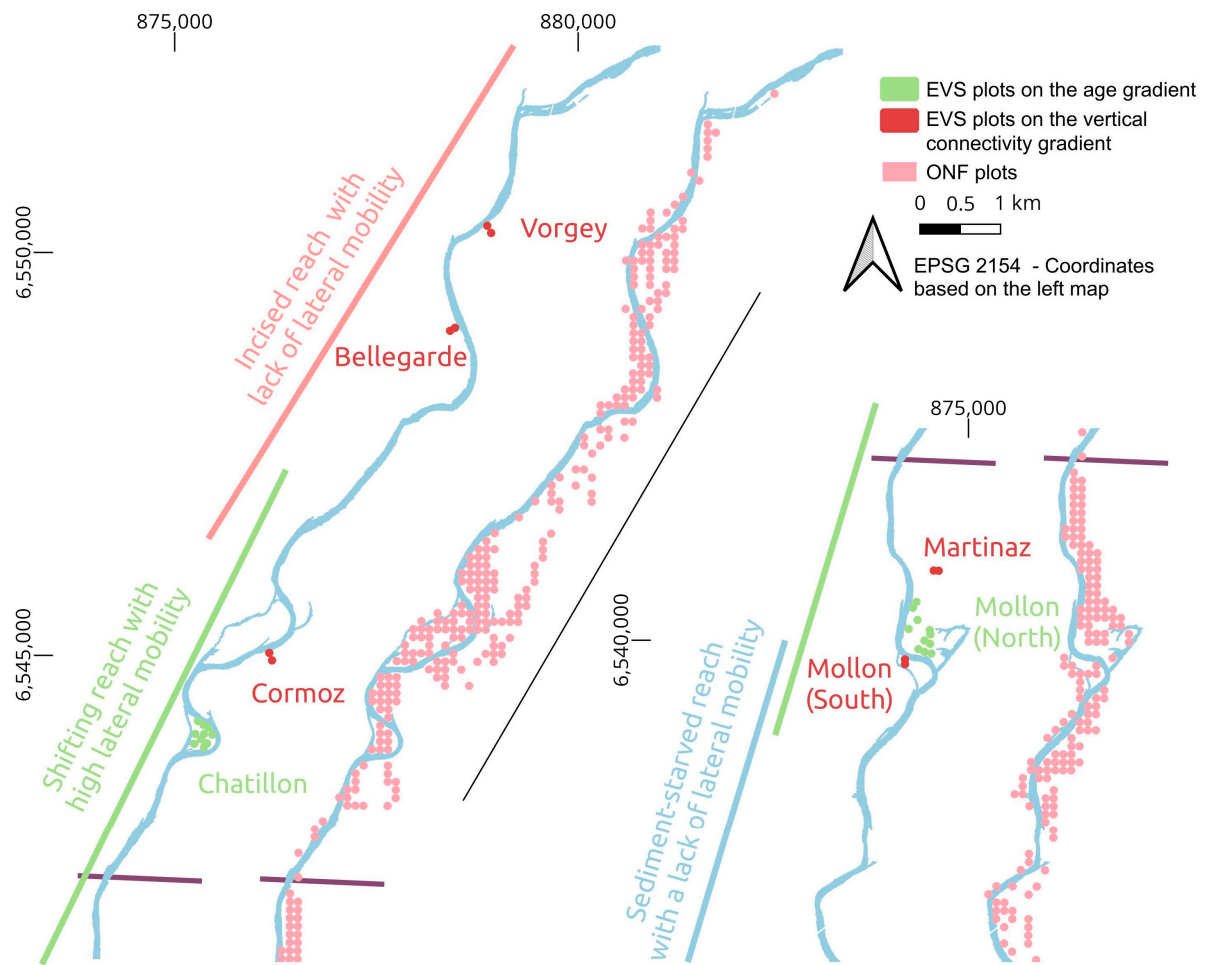 875,000
880,000
EVS plots on the age gradient
EVS plots on the vertical
connectivity gradient
ONF plots
0 0.5 1 km
EPSG 2154 - Coordinates
based on the left map
6,550,000
Incised reach with
lack of lateral mobility
Vorgey
Bellegarde
875,000
Martinaz
Mollon
(North)
Mollon
(South)
6,545,000
6,540,000
Shifting reach with
high lateral mobility
Cormoz
Chatillon
Sediment-starved reach
with a lack of lateral mobility